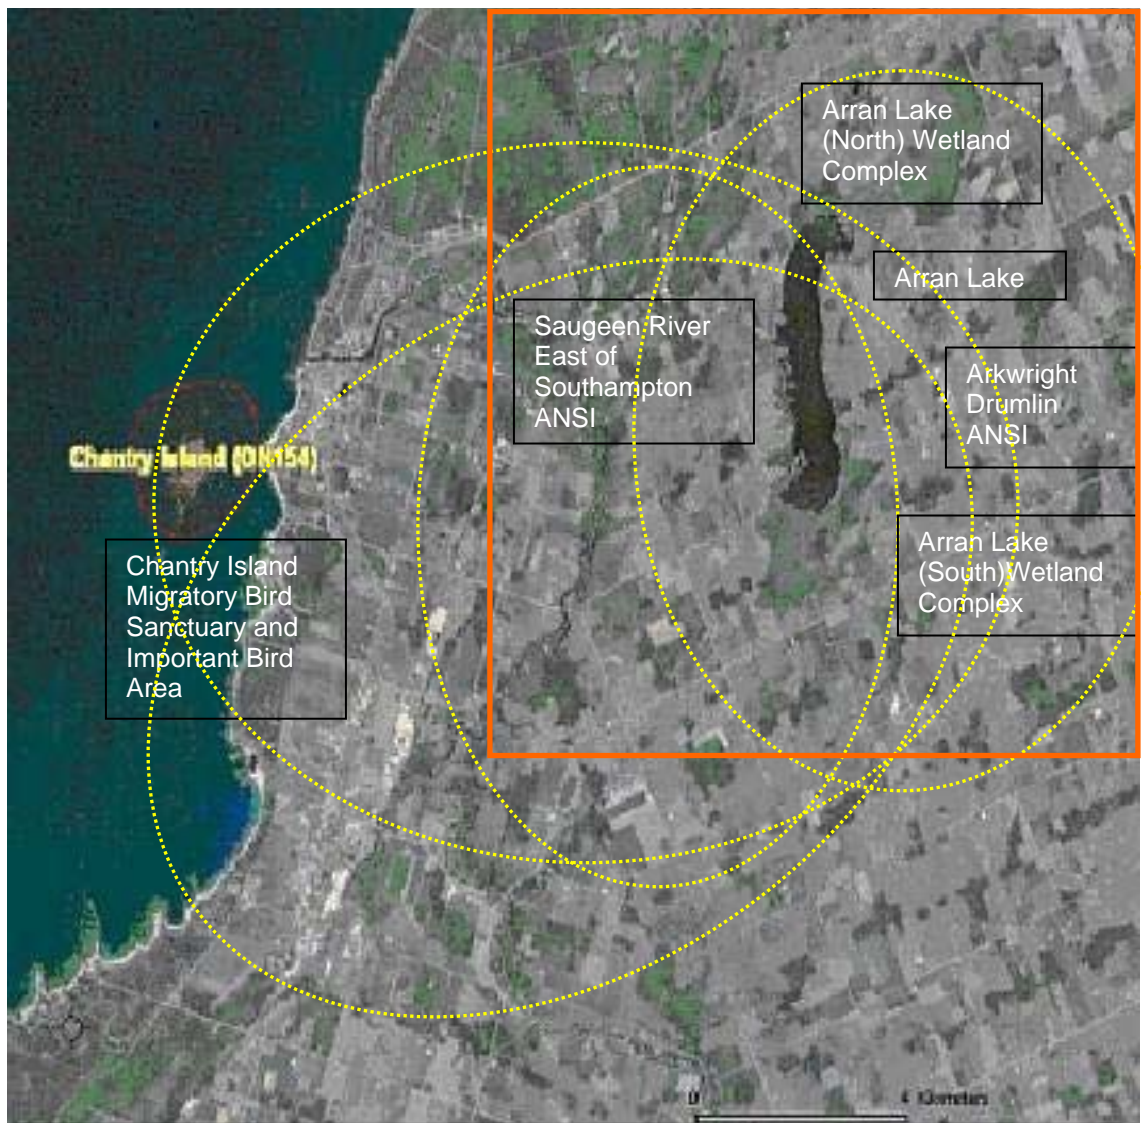 Arran Lake
(North) Wetland
Complex
Arran Lake
Saugeen River
East of
Southampton
ANSI
Arkwright
Drumlin
ANSI
Chantry Island (ON154)
Arran Lake
(South)Wetland
Complex
Chantry Island
Migratory Bird
Sanctuary and
Important Bird
Area
0 4 Kilometers